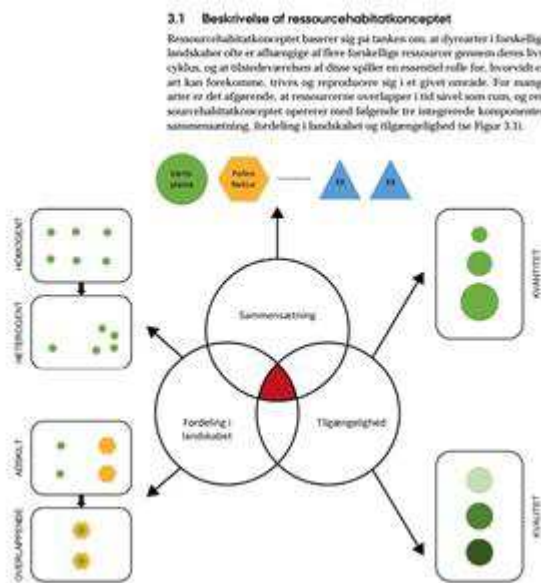 3.1 Beskrivelse af ressourcehabitatkonceptet
Ressourcehabitatkonceptet baserer sig på tanken om, at dyrearter i forskellige
landskaber ofte er afhængige af flere forskellige ressourcer gennem deres livs
cyklus, og at tilstedeværelsen af disse spiller en essentiel rolle for, hvorvidt e
art kan forekomme, trives og reproducere sig i et givet område. For mang
arter er det afgørende, at ressourcerne overlapper i tid såvel som rum, og res
sourcehabitatkonceptet opererer med følgende tre integrerede komponente
sammensætning, fordeling i landskabet og tilgængelighed (se Figur 3.1).
Værts
plante
Pollen
Nektar
HOMOGENT
HETEROGENT
KVANTITET
Sammensætning
Fordeling i
landskabet
Tilgængelighed
ADSKILT
OVERLAPPENDE
KVALITET